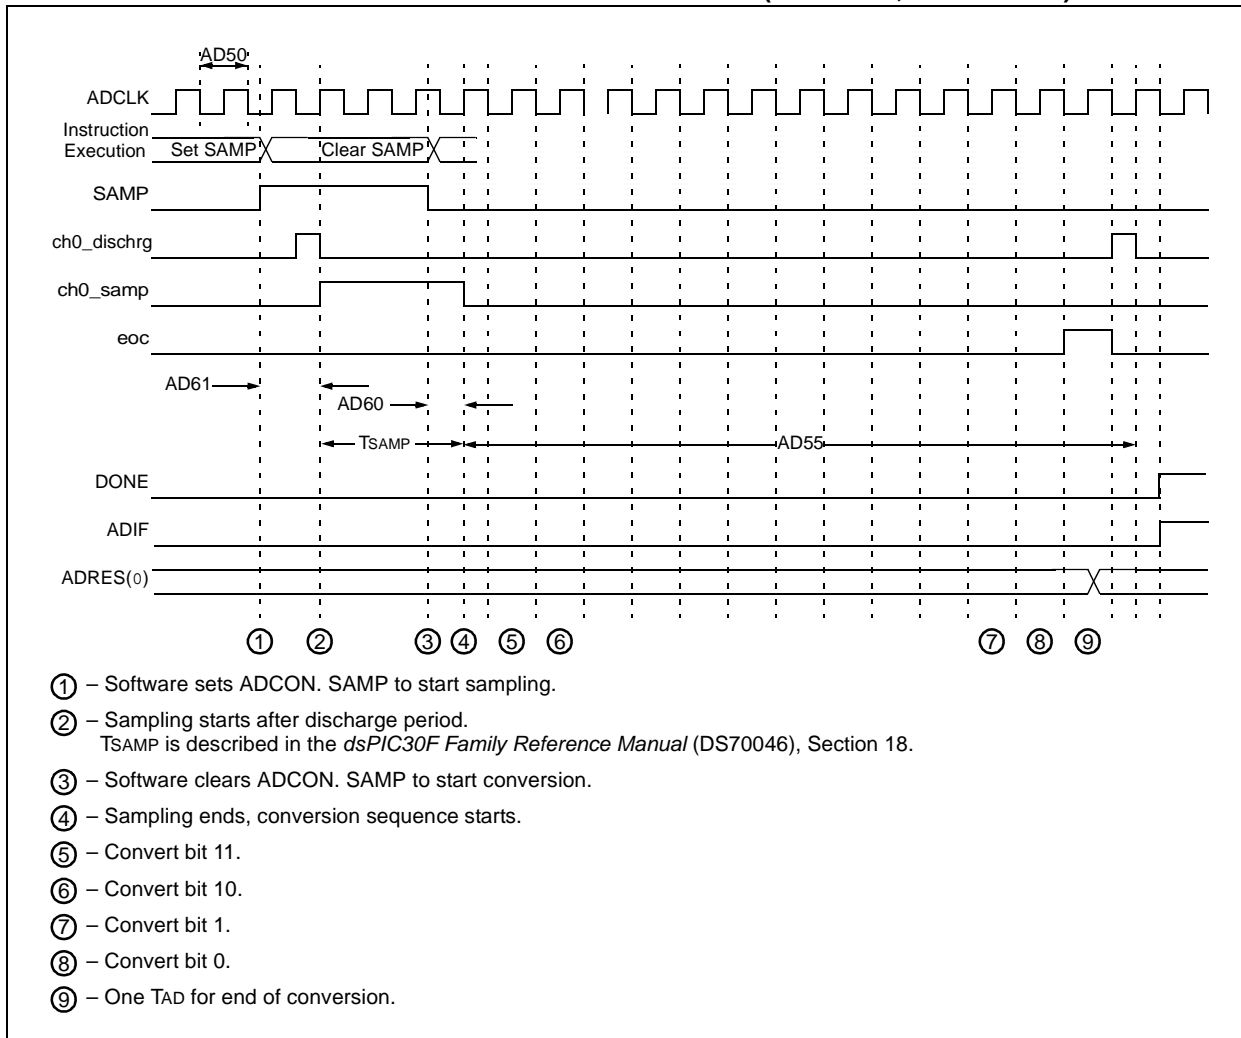 AD50
ADCLK
Instruction
Execution
Set SAMP
Clear SAMP
SAMP
ch0_dischrg
ch0_samp
eoc
AD61
AD60
TSAMP
AD55
DONE
ADIF
ADRES(0)
1 2 3 4 5 6 7 8 9
1 – Software sets ADCON. SAMP to start sampling.
2 – Sampling starts after discharge period.
TSAMP is described in the dsPIC30F Family Reference Manual (DS70046), Section 18.
3 – Software clears ADCON. SAMP to start conversion.
4 – Sampling ends, conversion sequence starts.
5 – Convert bit 11.
6 – Convert bit 10.
7 – Convert bit 1.
8 – Convert bit 0.
9 – One TAD for end of conversion.